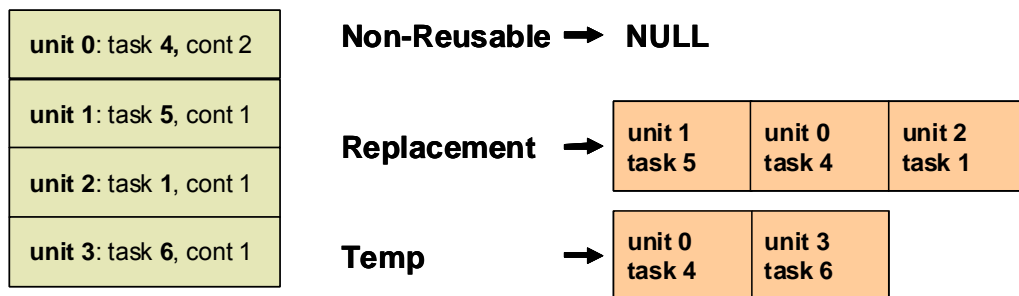 unit 0: task 4, cont 2
unit 1: task 5, cont 1
unit 2: task 1, cont 1
unit 3: task 6, cont 1
Non-Reusable NULL
Replacement
unit 1 unit 0 unit 2
task 5 task 4 task 1
Temp
unit 0 unit 3
task 4 task 6